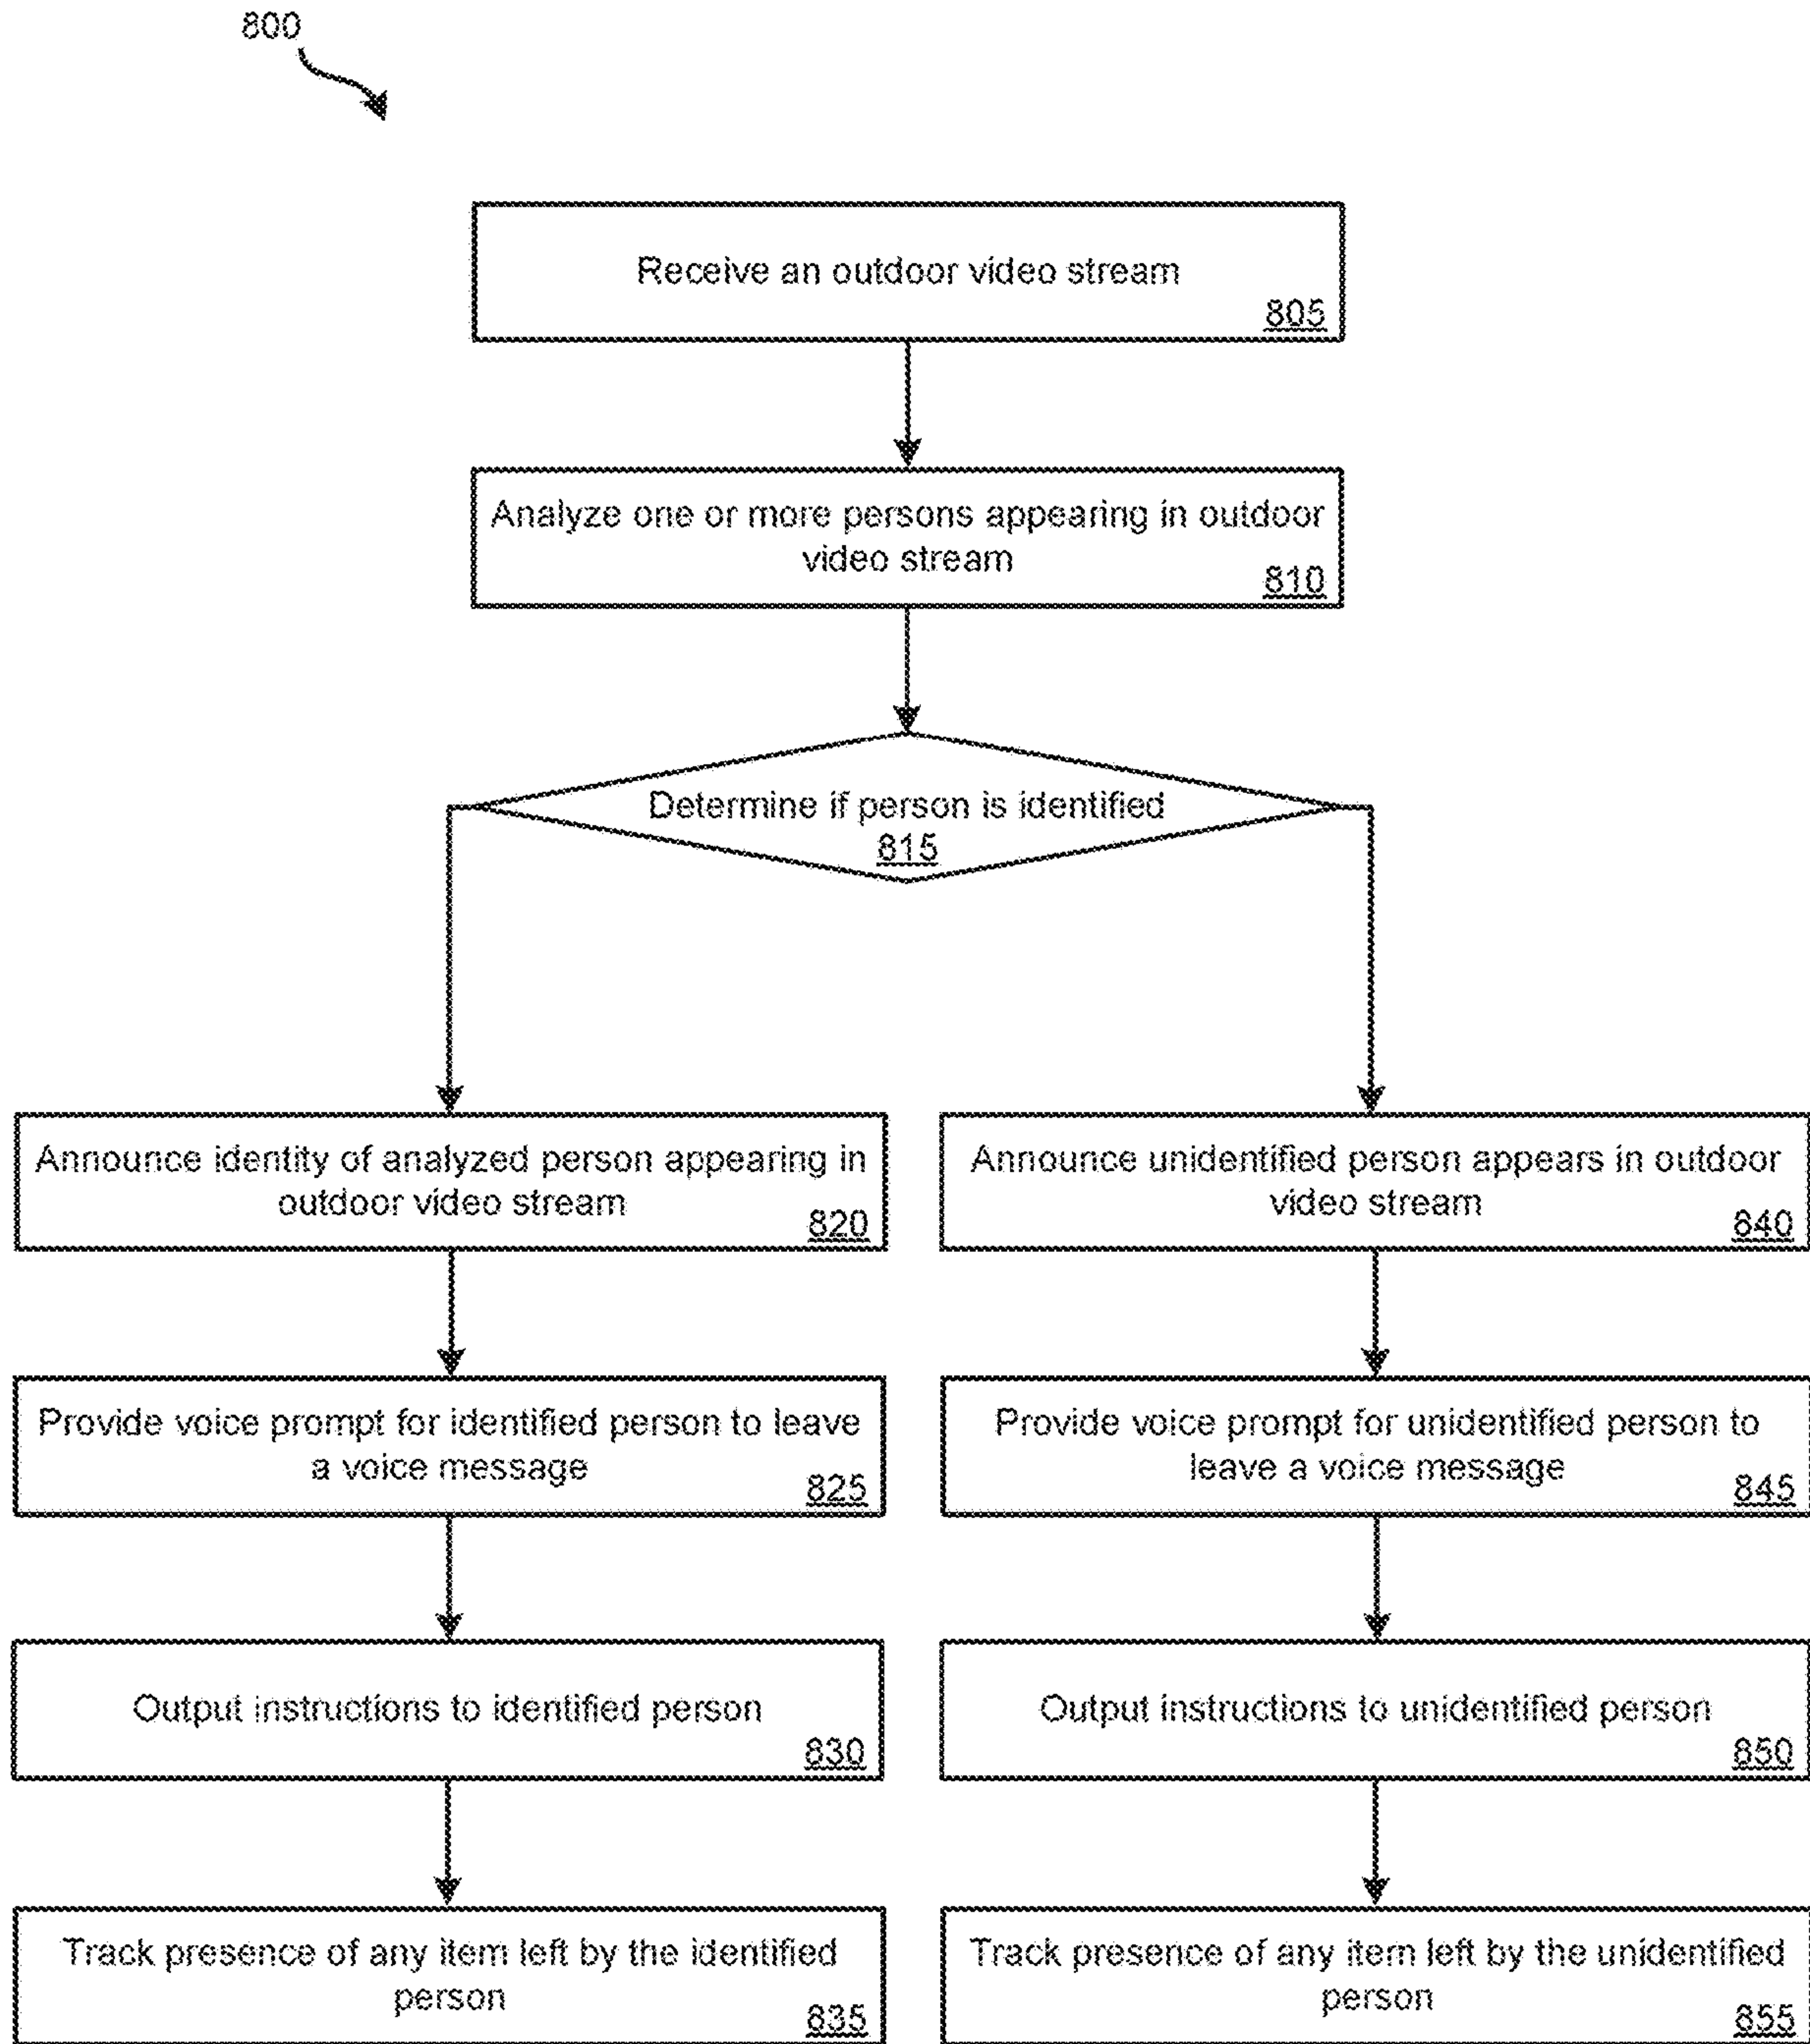 800
Receive an outdoor video stream
805
Analyze one or more persons appearing in outdoor
video stream
810
Determine if person is identified
815
Announce identity of analyzed person appearing in
outdoor video stream
820
Announce unidentified person appears in outdoor
video stream
840
Provide voice prompt for identified person to leave
a voice message
825
Provide voice prompt for unidentified person to
leave a voice message
845
Output instructions to identified person
830
Output instructions to unidentified person
850
Track presence of any item left by the identified
person
835
Track presence of any item left by the unidentified
person
855